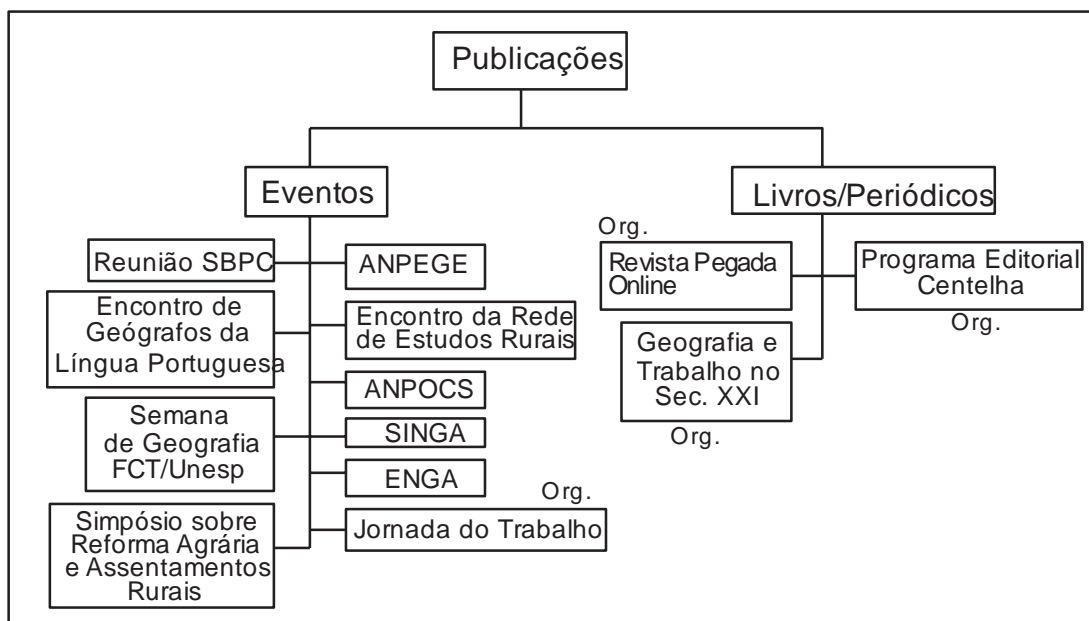 Publicações
Eventos
Reunião SBPC
ANPEGE
Encontro de
Geógrafos da
Língua Portuguesa
Encontro da Rede
de Estudos Rurais
ANPOCS
Semana
de Geografia
FCT/Unesp
SINGA
ENGA
Org.
Jornada do Trabalho
Simpósio sobre
Reforma Agrária
e Assentamentos
Rurais
Livros/Periódicos
Org.
Revista Pegada
Online
Programa Editorial
Centelha
Org.
Geografia e
Trabalho no
Sec. XXI
Org.